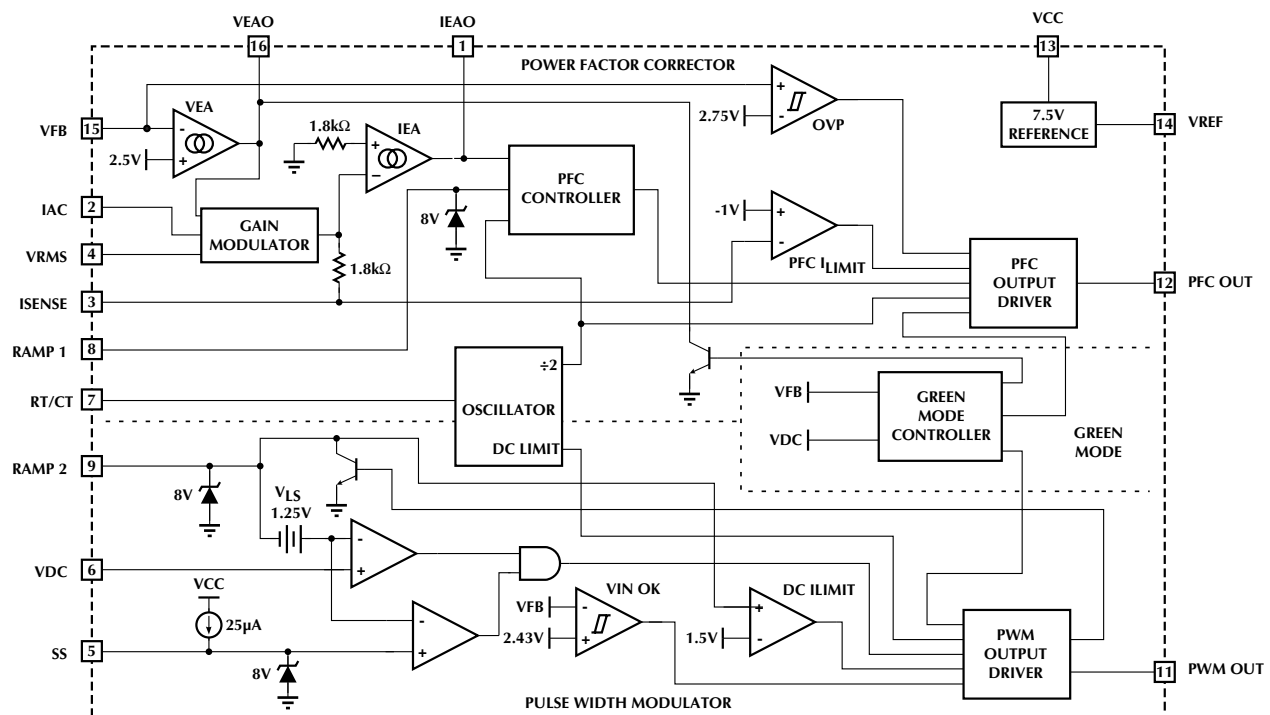 VEAO
IEAO
VCC
16
1
13
POWER FACTOR CORRECTOR
VEA
+
-
2.75V
OVP
7.5V
REFERENCE
14
VREF
VFB
15
-
+
2.5V
1.8kΩ
IEA
+
–
PFC
CONTROLLER
IAC
2
GAIN
MODULATOR
8V
-1V
+
-
PFC ILIMIT
VRMS
4
1.8kΩ
PFC
OUTPUT
DRIVER
12
PFC OUT
ISENSE
3
RAMP 1
8
÷2
OSCILLATOR
DC LIMIT
RT/CT
7
VFB
VDC
GREEN
MODE
CONTROLLER
GREEN
MODE
RAMP 2
9
8V
VLS
1.25V
-
+
VDC
6
VCC
25µA
VIN OK
VFB
-
2.43V
+
DC ILIMIT
+
1.5V
-
-
+
SS
5
8V
PWM
OUTPUT
DRIVER
11
PWM OUT
PULSE WIDTH MODULATOR